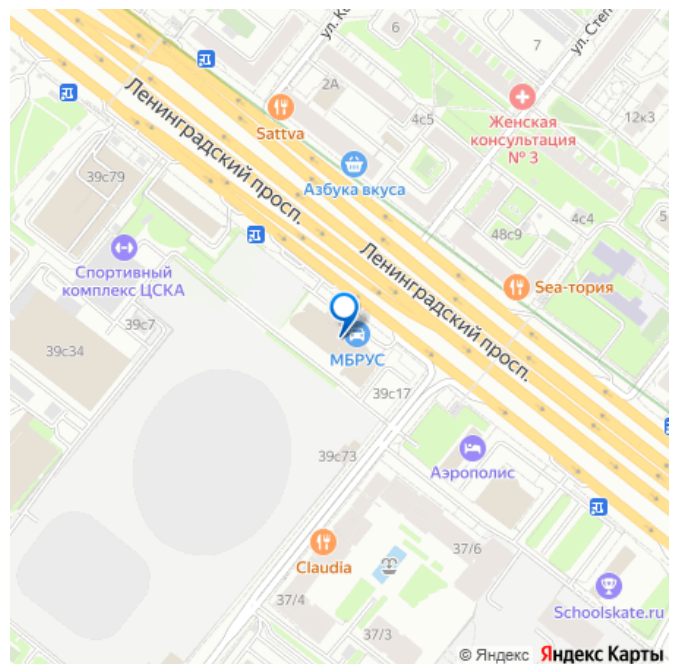 ул. Степ
6
7
2А
4с5
12к3
Ленинградский просп.
Sattva
Женская
консультация
№ 3
39с79
Азбука вкуса
4с4
5
48с9
Спортивный
комплекс ЦСКА
Ленинградский просп.
Sea-тория
39с7
39с34
МБРУС
39с17
39с73
Аэрополис
Claudia
37/6
37/4
Schoolskate.ru
37/3
© Яндекс Яндекс Карты